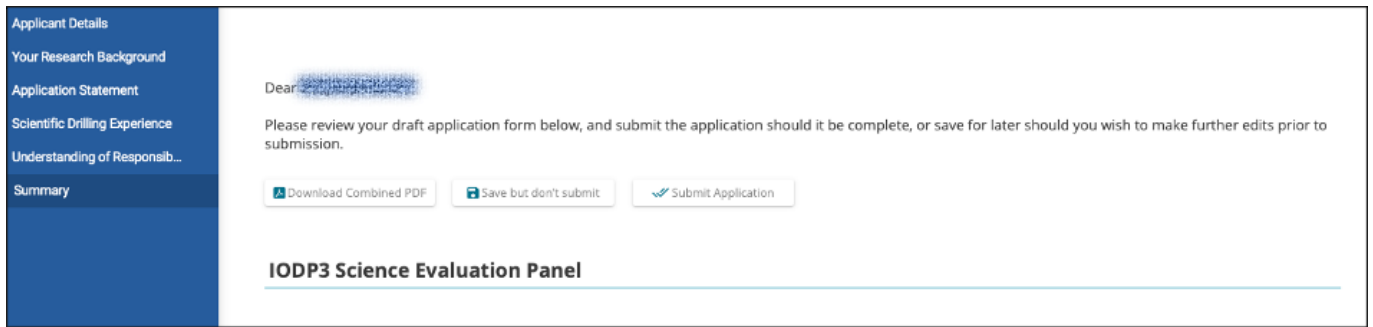 Applicant Details
Your Research Background
Application Statement
Scientific Drilling Experience
Understanding of Responsib...
Summary
Dear
Please review your draft application form below, and submit the application should it be complete, or save for later should you wish to make further edits prior to
submission.
Download Combined PDF
Save but don't submit
Submit Application
IODP3 Science Evaluation Panel